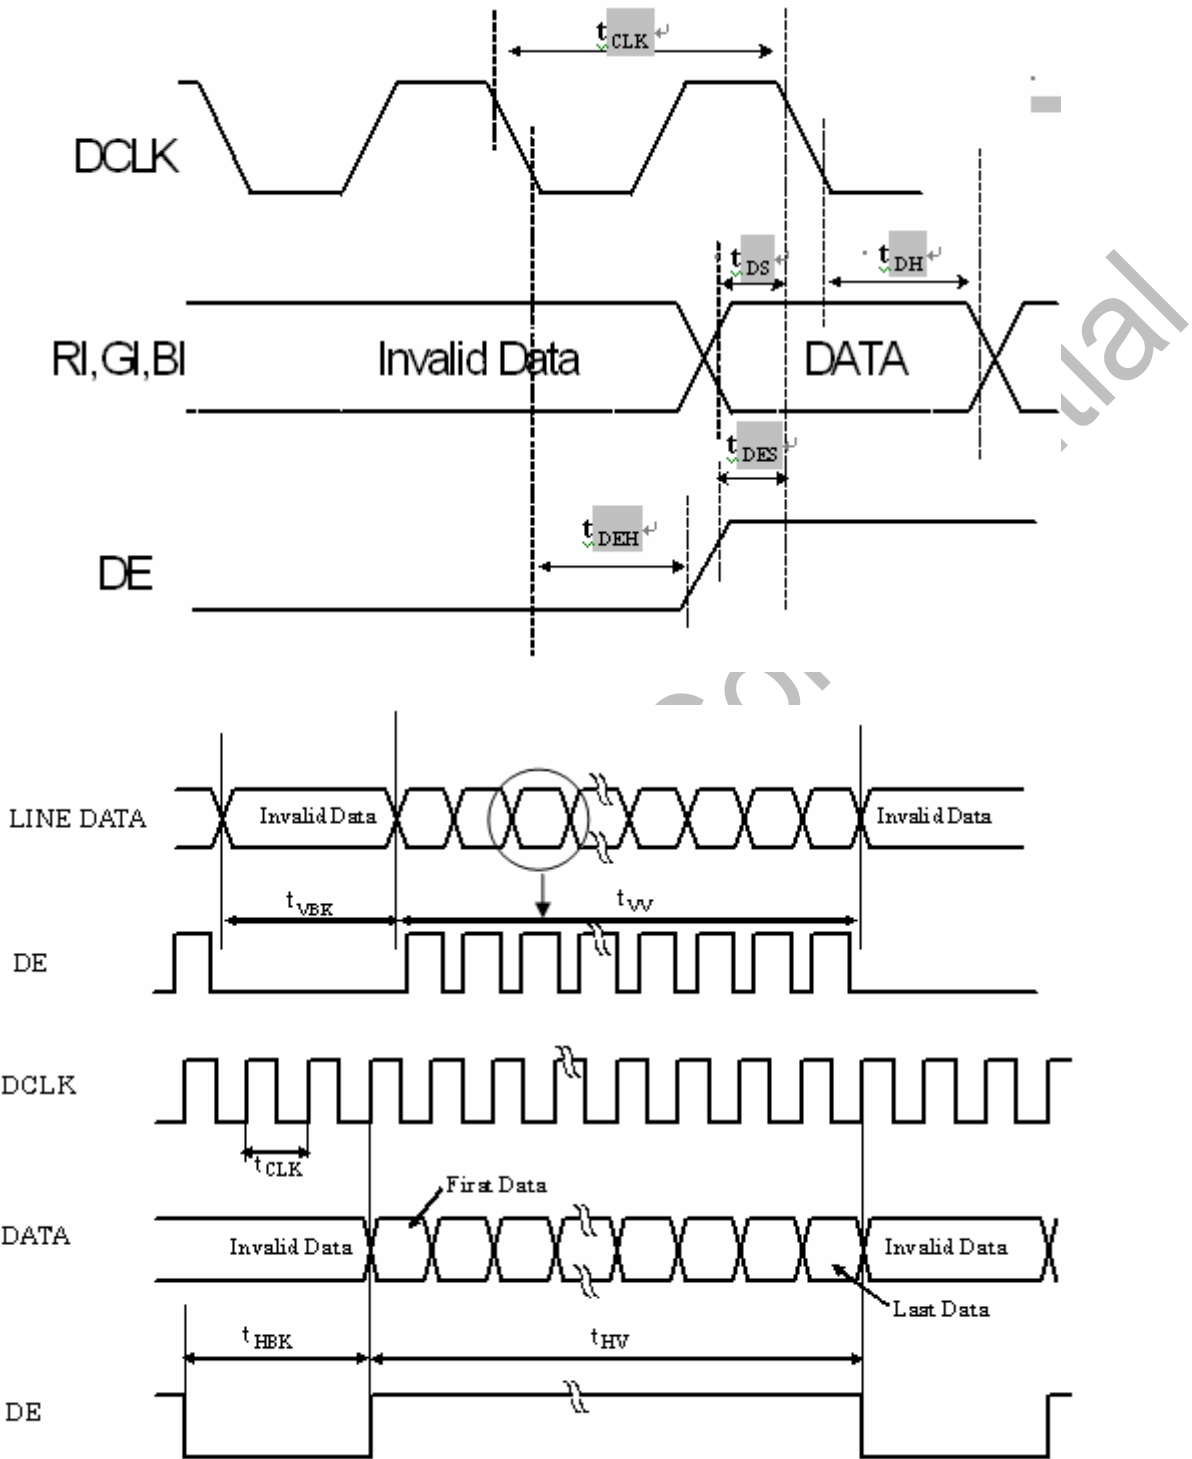 tCLK
DCLK
tDS
tDH
RI,GI,BI
Invalid Data
DATA
tDES
tDEH
DE
LINE DATA
Invalid Data
Invalid Data
tVBK
tVV
DE
DCLK
tCLK
First Data
DATA
Invalid Data
Invalid Data
Last Data
tHBK
tHV
DE